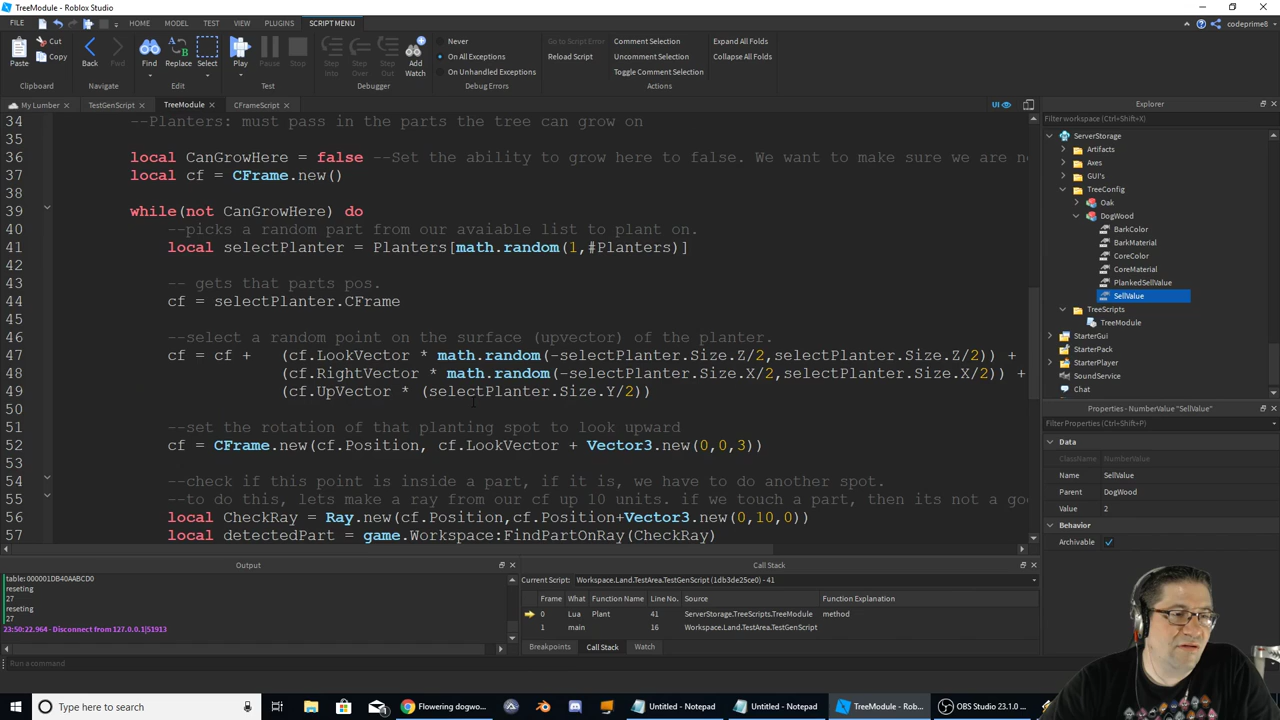 TreeModule - Roblox Studio
FILE HOME MODEL TEST VIEW PLUGINS SCRIPT MENU codeprime8
Paste Cut Copy Back Fwd Find Replace Select Play Pause Stop Step Into Step Over Step Out Add Watch
Never
On All Exceptions
On Unhandled Exceptions
Go to Script Error
Reload Script
Comment Selection
Uncomment Selection
Toggle Comment Selection
Expand All Folds
Collapse All Folds
Clipboard Navigate Edit Test Debugger Debug Errors Actions
My Lumber TestGenScript TreeModule CFrameScript UI
34 --Planters: must pass in the parts the tree can grow on
35
36 local CanGrowHere = false --Set the ability to grow here to false. We want to make sure we are
37 local cf = CFrame.new()
38
39 while(not CanGrowHere) do
40 --picks a random part from our avaiable list to plant on.
41 local selectPlanter = Planters[math.random(1,#Planters)]
42
43 -- gets that parts pos.
44 cf = selectPlanter.CFrame
45
46 --select a random point on the surface (upvector) of the planter.
47 cf = cf + (cf.LookVector * math.random(-selectPlanter.Size.Z/2,selectPlanter.Size.Z/2)) +
48 (cf.RightVector * math.random(-selectPlanter.Size.X/2,selectPlanter.Size.X/2)) +
49 (cf.UpVector * (selectPlanter.Size.Y/2))
50
51 --set the rotation of that planting spot to look upward
52 cf = CFrame.new(cf.Position, cf.LookVector + Vector3.new(0,0,3))
53
54 --check if this point is inside a part, if it is, we have to do another spot.
55 --to do this, lets make a ray from our cf up 10 units. if we touch a part, then its not a
56 local CheckRay = Ray.new(cf.Position,cf.Position+Vector3.new(0,10,0))
57 local detectedPart = game.Workspace:FindPartOnRay(CheckRay)
Explorer
Filter workspace (Ctrl+Shift+X)
ServerStorage
Artifacts
Axes
GUI's
TreeConfig
Oak
DogWood
BarkColor
BarkMaterial
CoreColor
CoreMaterial
PlankedSellValue
SellValue
TreeScripts
TreeModule
StarterGui
StarterPack
StarterPlayer
SoundService
Chat
Properties - NumberValue "SellValue"
Filter Properties (Ctrl+Shift+P)
Data
ClassName NumberValue
Name SellValue
Parent DogWood
Value 2
Behavior
Archivable
Output
table: 000001DB40AABCD0
reseting
27
reseting
27
23:50:22.964 - Disconnect from 127.0.0.1|51913
Call Stack
Current Script: Workspace.Land.TestArea.TestGenScript (1db3de25ce0) - 41
Frame What Function Name Line No. Source Function Explanation
0 Lua Plant 41 ServerStorage.TreeScripts.TreeModule method
1 main 16 Workspace.Land.TestArea.TestGenScript
Breakpoints Call Stack Watch
Run a command
Type here to search
Flowering dogwo...
Untitled - Notepad
Untitled - Notepad
TreeModule - Rob...
OBS Studio 23.1.0 ...